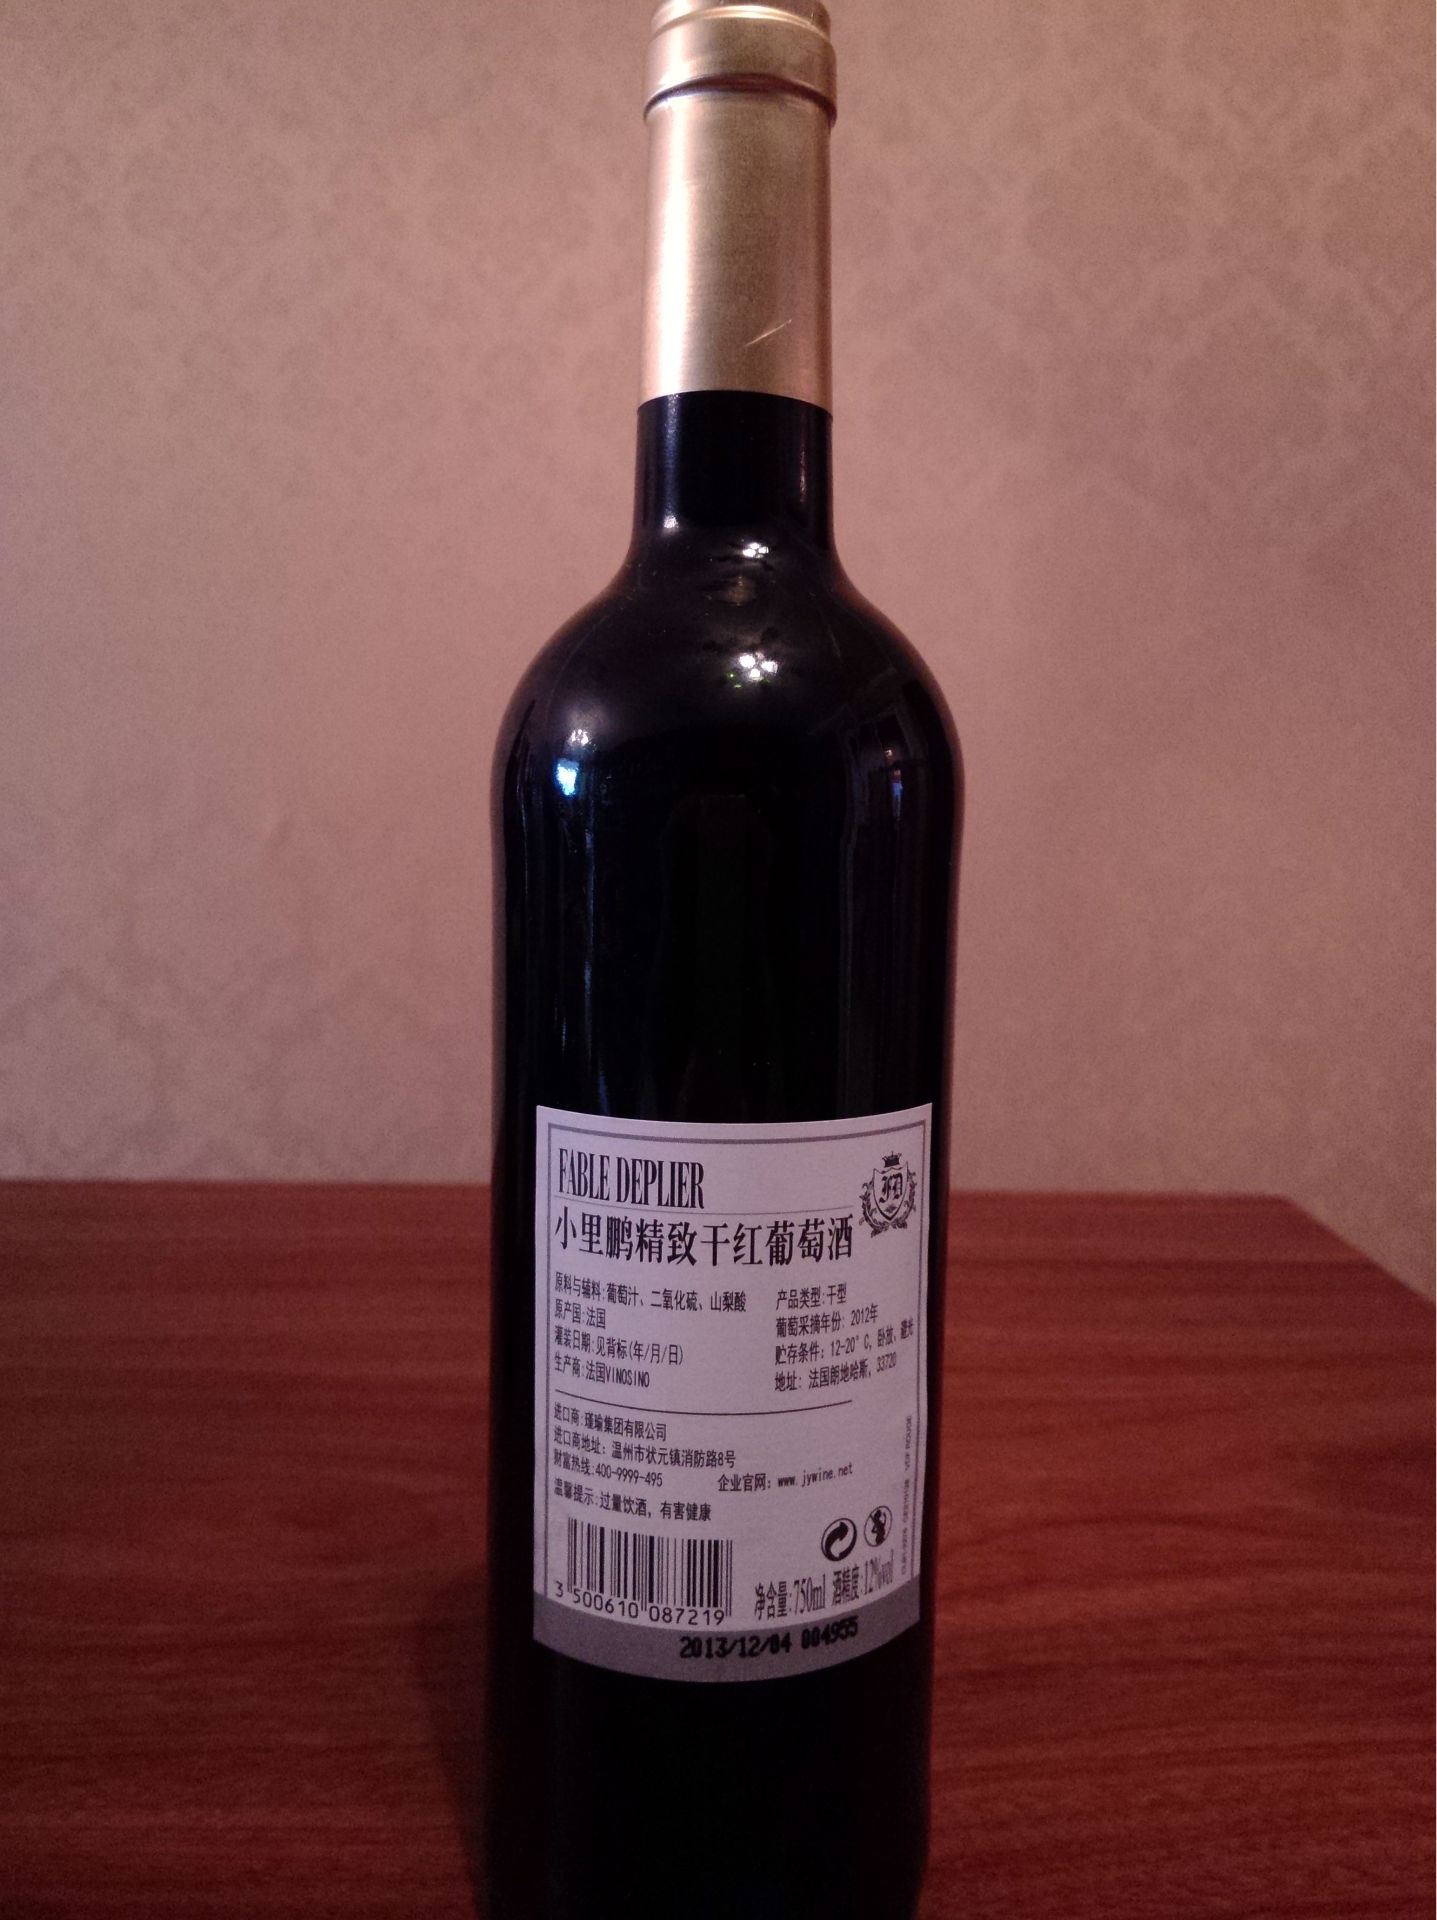 FABLE DEPLIER
小里鹏精致干红葡萄酒
原料与辅料:葡萄汁、二氧化硫、山梨酸
原产国:法国
灌装日期:见背标(年/月/日)
生产商:法国VINOSINO
产品类型:干型
葡萄采摘年份: 2012年
贮存条件: 12-20°C, 卧放、避光
地址: 法国朗地哈斯, 33720
进口商:瑾瑜集团有限公司
进口商地址: 温州市状元镇消防路8号
财富热线:400-9999-495 企业官网: www.jywine.net
温馨提示:过量饮酒, 有害健康
3 500610 087219
净含量:750ml 酒精度:12%vol
2013/12/04 004955
VDF ROUGE